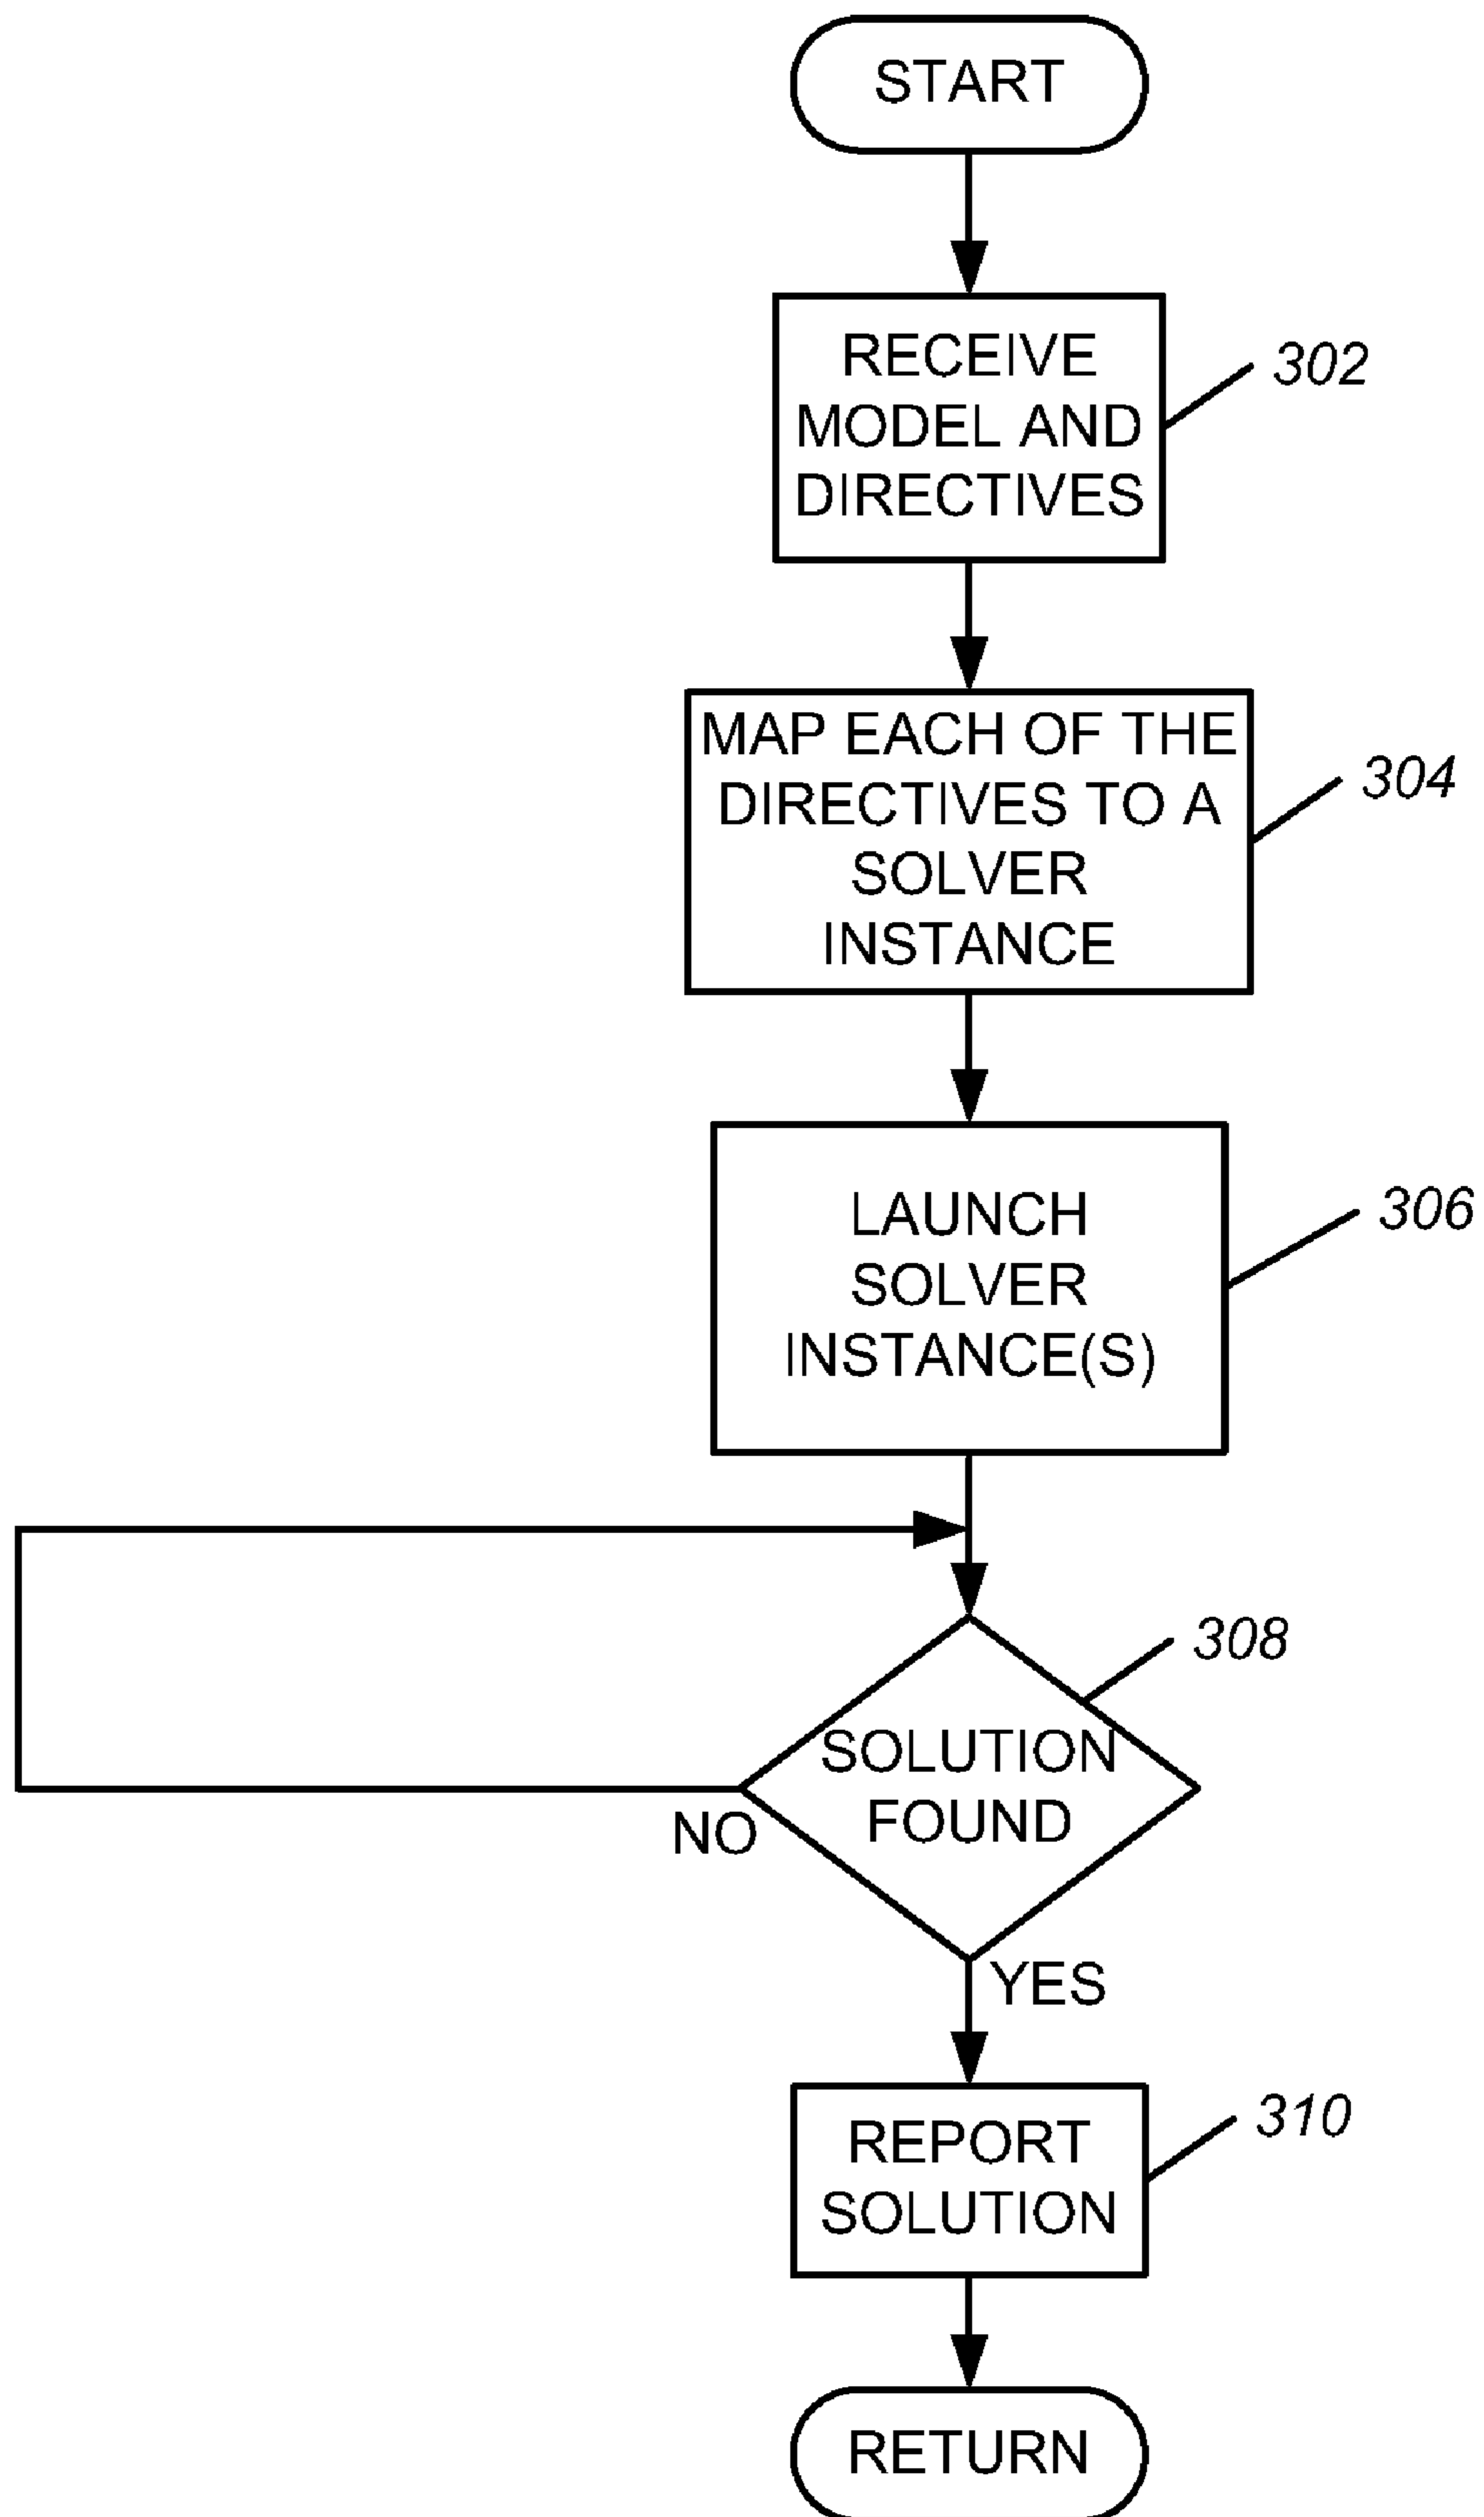 START
RECEIVE
MODEL AND
DIRECTIVES
302
MAP EACH OF THE
DIRECTIVES TO A
SOLVER
INSTANCE
304
LAUNCH
SOLVER
INSTANCE(S)
306
308
SOLUTION
FOUND
NO
YES
REPORT
SOLUTION
310
RETURN